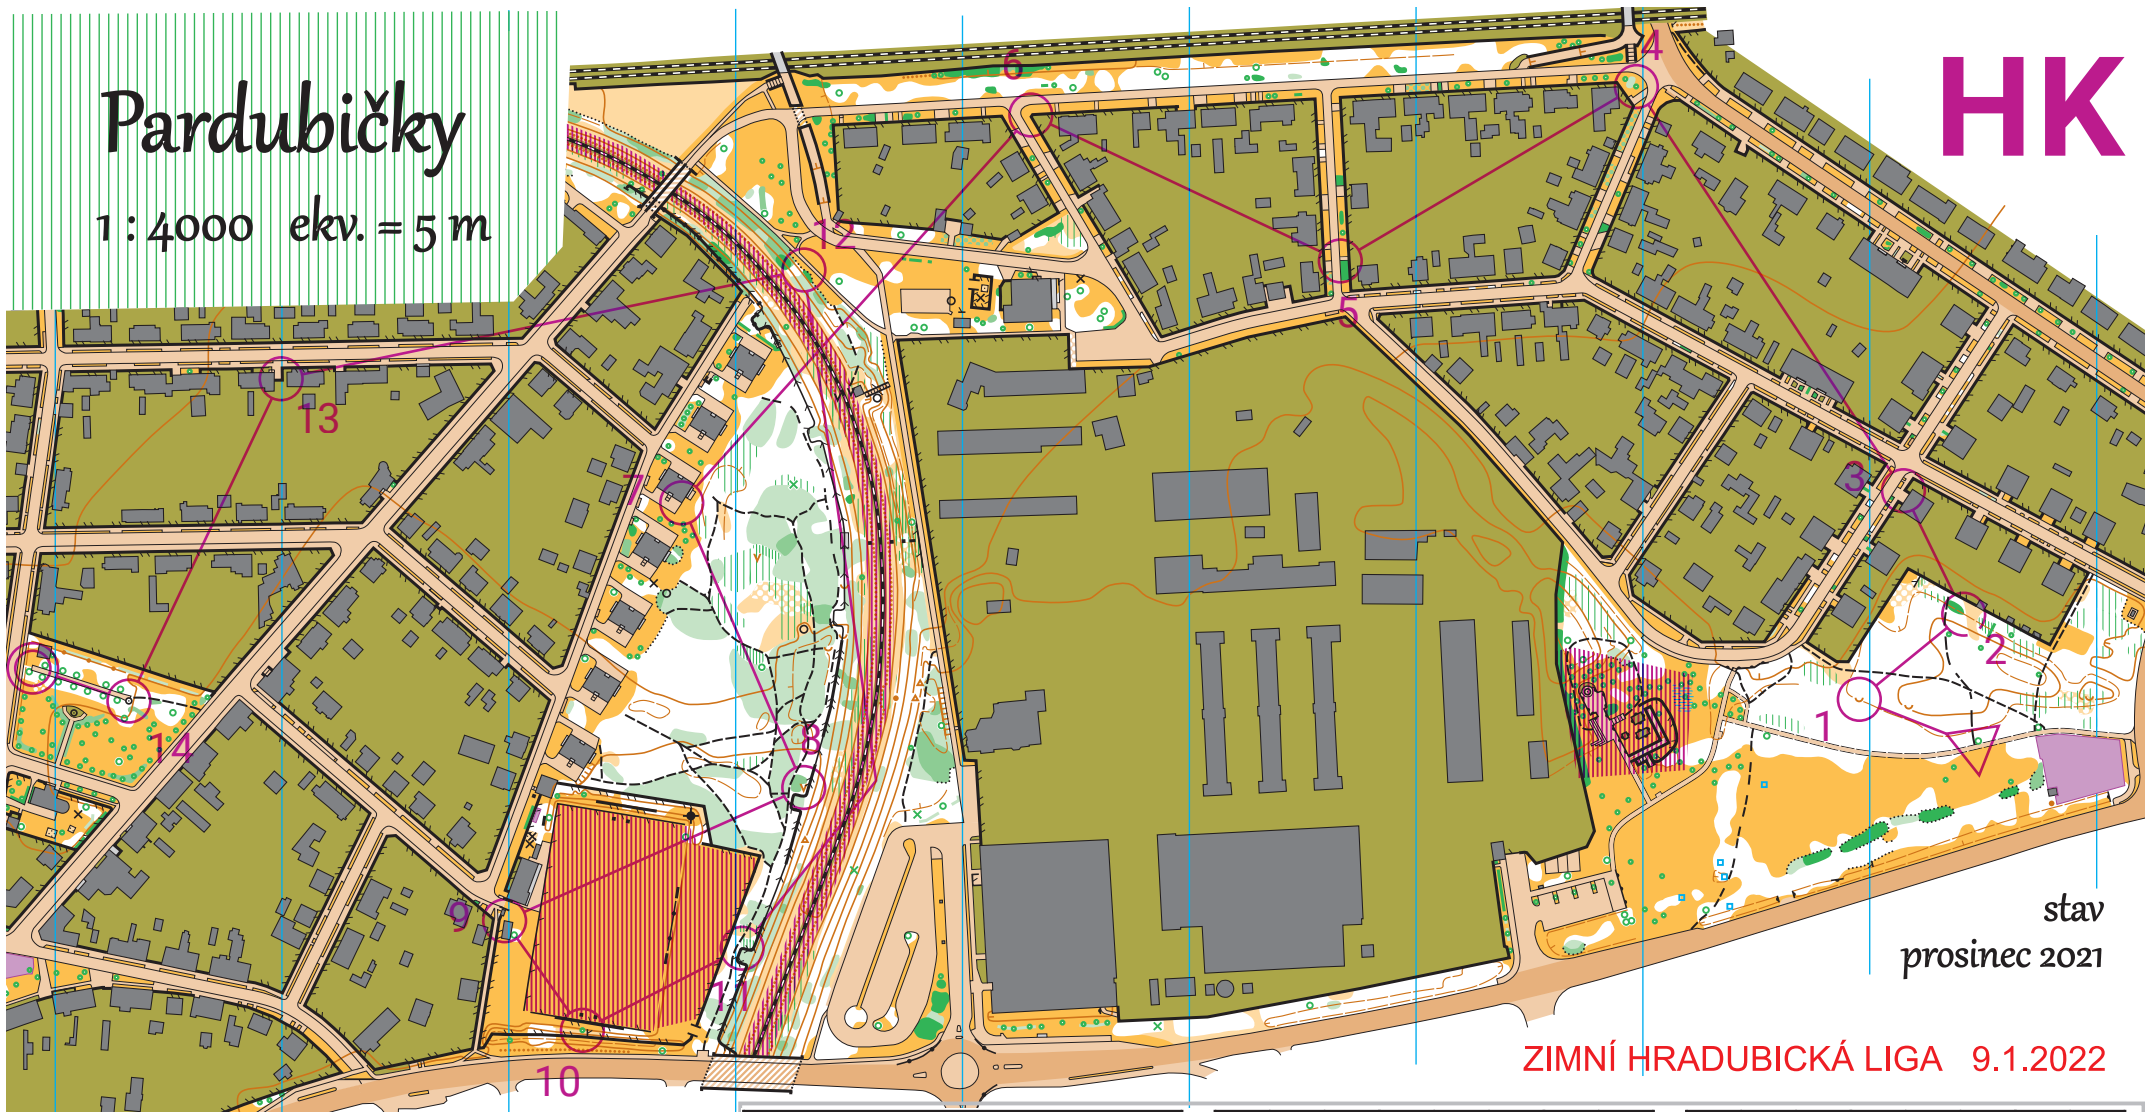 Pardubičky
1 : 4000 ekv. = 5 m
HK
6
4
12
5
13
7
3
2
1
14
8
9
11
10
stav
prosinec 2021
ZIMNÍ HRADUBICKÁ LIGA 9.1.2022